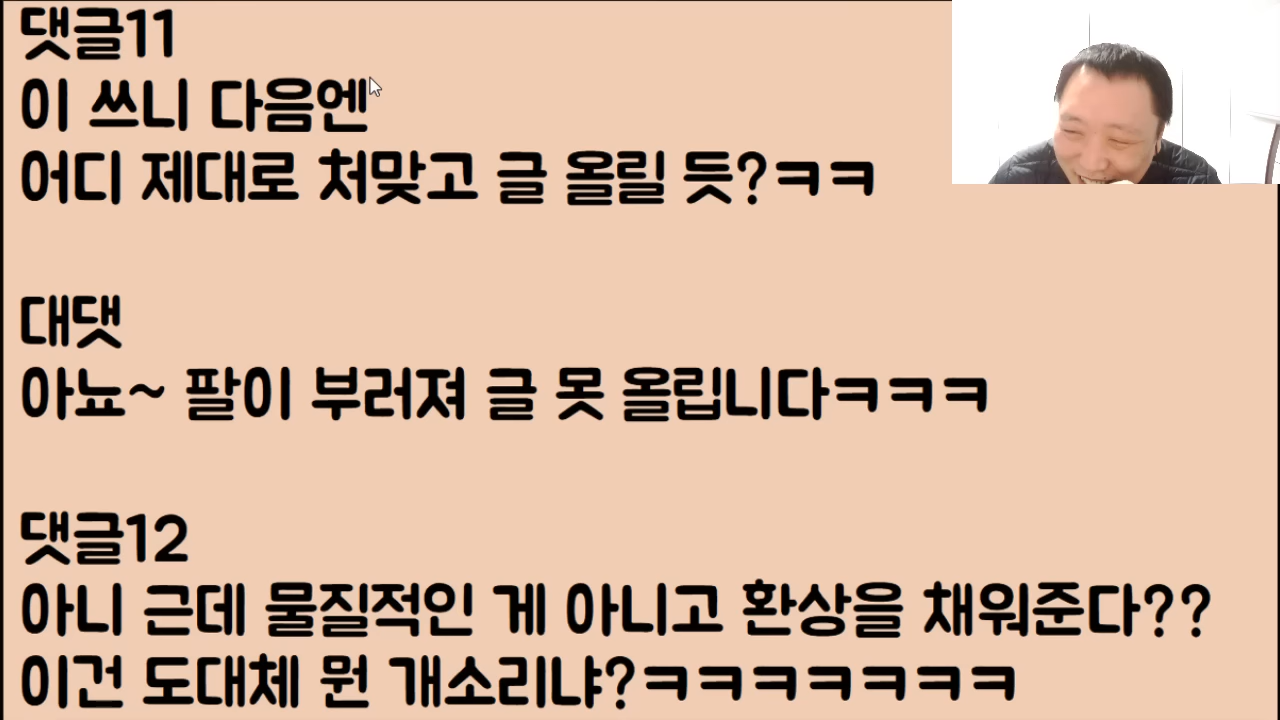 댓글11
이 쓰니 다음엔
어디 제대로 처맞고 글 올릴 듯?ㅋㅋ
대댓
아뇨~ 팔이 부러져 글 못 올립니다ㅋㅋㅋ
댓글12
아니 근데 물질적인 게 아니고 환상을 채워준다??
이건 도대체 뭔 개소리냐?ㅋㅋㅋㅋㅋㅋㅋ